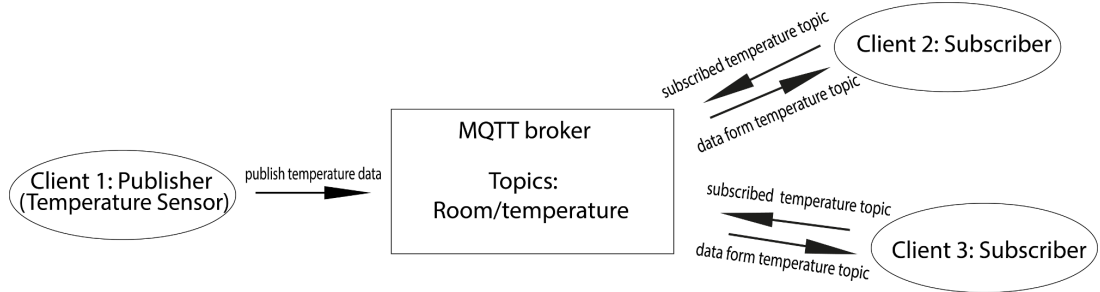 Client 1: Publisher
(Temperature Sensor)
publish temperature data
MQTT broker
Topics:
Room/temperature
subscribed temperature topic
data form temperature topic
Client 2: Subscriber
subscribed temperature topic
data form temperature topic
Client 3: Subscriber